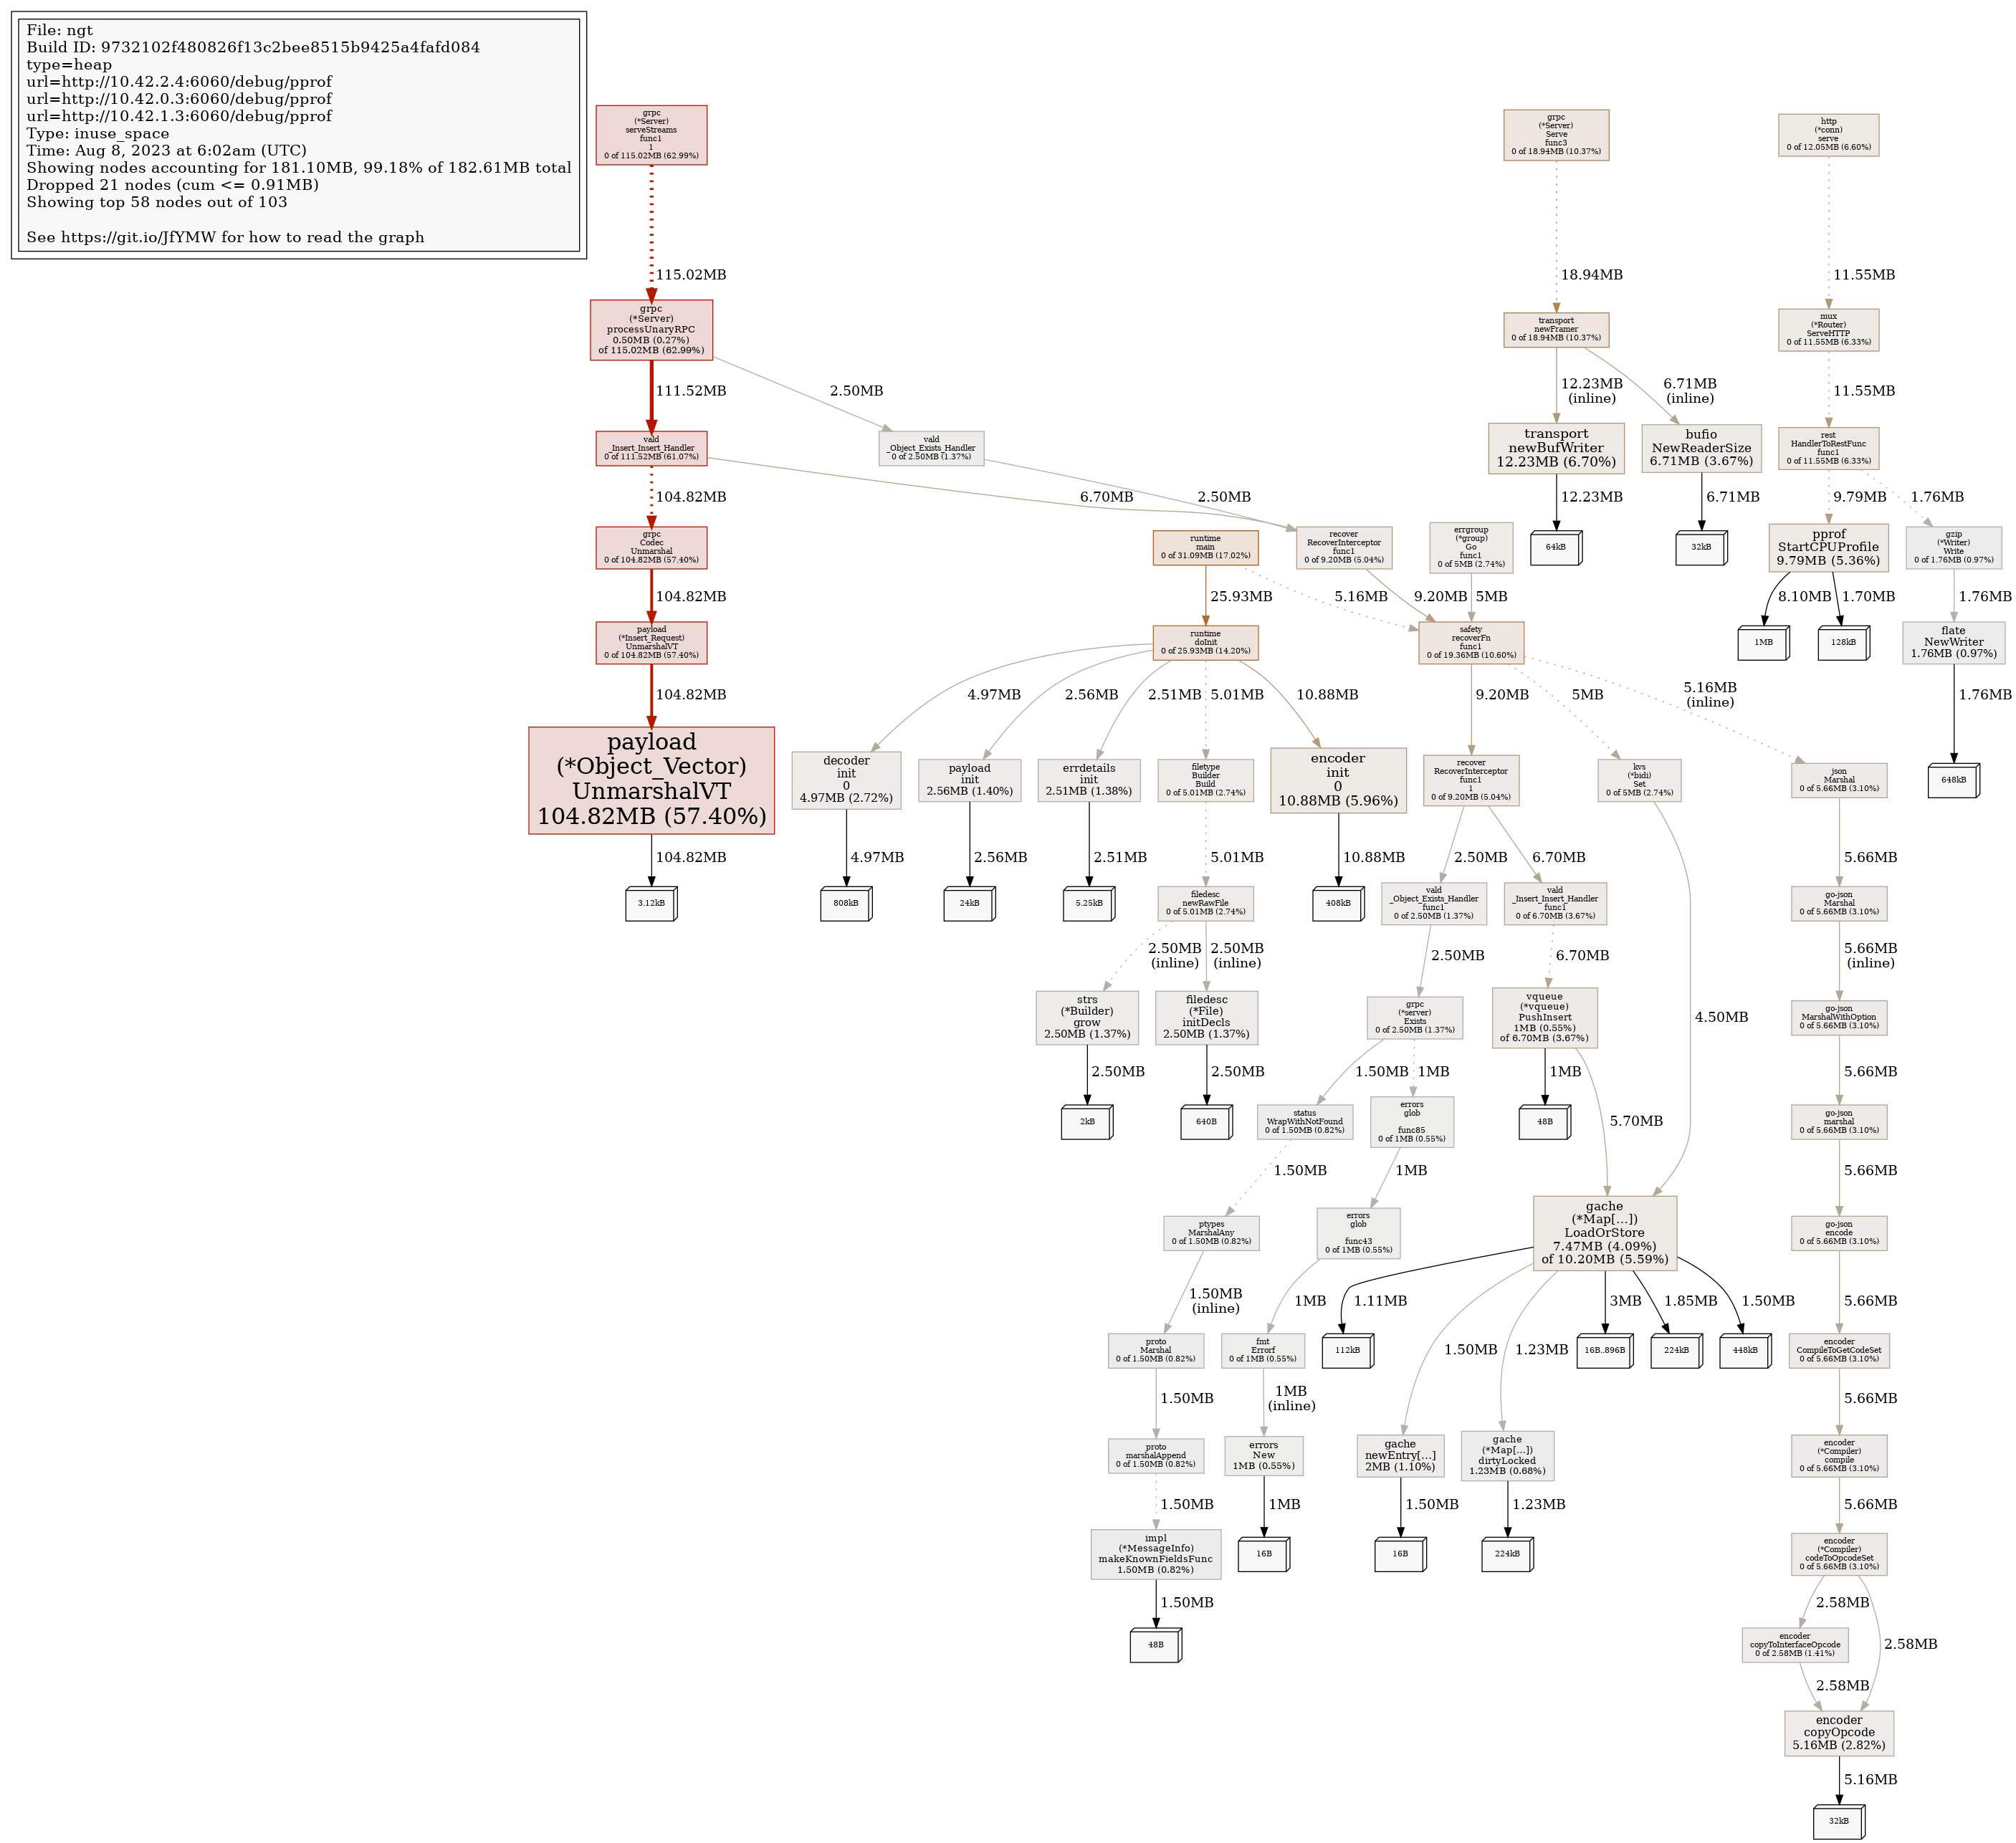 File: ngt
Build ID: 9732102f480826f13c2bee8515b9425a4fafd084
type=heap
url=http://10.42.2.4:6060/debug/pprof
url=http://10.42.0.3:6060/debug/pprof
url=http://10.42.1.3:6060/debug/pprof
Type: inuse_space
Time: Aug 8, 2023 at 6:02am (UTC)
Showing nodes accounting for 181.10MB, 99.18% of 182.61MB total
Dropped 21 nodes (cum <= 0.91MB)
Showing top 58 nodes out of 103
See https://git.io/JfYMW for how to read the graph
grpc
(*Server)
serveStreams
func1
1
0 of 115.02MB (62.99%)
grpc
(*Server)
Serve
func3
0 of 18.94MB (10.37%)
http
(*conn)
serve
0 of 12.05MB (6.60%)
115.02MB
18.94MB
11.55MB
grpc
(*Server)
processUnaryRPC
0.50MB (0.27%)
of 115.02MB (62.99%)
transport
newFramer
0 of 18.94MB (10.37%)
mux
(*Router)
ServeHTTP
0 of 11.55MB (6.33%)
111.52MB
2.50MB
12.23MB
(inline)
6.71MB
(inline)
11.55MB
vald
_Insert_Insert_Handler
0 of 111.52MB (61.07%)
vald
_Object_Exists_Handler
0 of 2.50MB (1.37%)
transport
newBufWriter
12.23MB (6.70%)
bufio
NewReaderSize
6.71MB (3.67%)
rest
HandlerToRestFunc
func1
0 of 11.55MB (6.33%)
104.82MB
6.70MB
2.50MB
12.23MB
6.71MB
9.79MB
1.76MB
grpc
Codec
Unmarshal
0 of 104.82MB (57.40%)
runtime
main
0 of 31.09MB (17.02%)
recover
RecoverInterceptor
func1
0 of 9.20MB (5.04%)
errgroup
(*group)
Go
func1
0 of 5MB (2.74%)
64kB
32kB
pprof
StartCPUProfile
9.79MB (5.36%)
gzip
(*Writer)
Write
0 of 1.76MB (0.97%)
104.82MB
25.93MB
5.16MB
9.20MB
5MB
8.10MB
1.70MB
1.76MB
payload
(*Insert_Request)
UnmarshalVT
0 of 104.82MB (57.40%)
runtime
doInit
0 of 25.93MB (14.20%)
safety
recoverFn
func1
0 of 19.36MB (10.60%)
1MB
128kB
flate
NewWriter
1.76MB (0.97%)
104.82MB
4.97MB
2.56MB
2.51MB
5.01MB
10.88MB
9.20MB
5MB
5.16MB
(inline)
1.76MB
payload
(*Object_Vector)
UnmarshalVT
104.82MB (57.40%)
decoder
init
0
4.97MB (2.72%)
payload
init
2.56MB (1.40%)
errdetails
init
2.51MB (1.38%)
filetype
Builder
Build
0 of 5.01MB (2.74%)
encoder
init
0
10.88MB (5.96%)
recover
RecoverInterceptor
func1
1
0 of 9.20MB (5.04%)
kvs
(*bidi)
Set
0 of 5MB (2.74%)
json
Marshal
0 of 5.66MB (3.10%)
648kB
104.82MB
4.97MB
2.56MB
2.51MB
5.01MB
10.88MB
2.50MB
6.70MB
5.66MB
3.12kB
808kB
24kB
5.25kB
filedesc
newRawFile
0 of 5.01MB (2.74%)
408kB
vald
_Object_Exists_Handler
func1
0 of 2.50MB (1.37%)
vald
_Insert_Insert_Handler
func1
0 of 6.70MB (3.67%)
go-json
Marshal
0 of 5.66MB (3.10%)
2.50MB
(inline)
2.50MB
(inline)
2.50MB
6.70MB
5.66MB
(inline)
strs
(*Builder)
grow
2.50MB (1.37%)
filedesc
(*File)
initDecls
2.50MB (1.37%)
grpc
(*server)
Exists
0 of 2.50MB (1.37%)
vqueue
(*vqueue)
PushInsert
1MB (0.55%)
of 6.70MB (3.67%)
4.50MB
go-json
MarshalWithOption
0 of 5.66MB (3.10%)
2.50MB
2.50MB
1.50MB
1MB
1MB
5.66MB
2kB
640B
status
WrapWithNotFound
0 of 1.50MB (0.82%)
errors
glob

func85
0 of 1MB (0.55%)
48B
5.70MB
go-json
marshal
0 of 5.66MB (3.10%)
1.50MB
1MB
5.66MB
ptypes
MarshalAny
0 of 1.50MB (0.82%)
errors
glob

func43
0 of 1MB (0.55%)
gache
(*Map[...])
LoadOrStore
7.47MB (4.09%)
of 10.20MB (5.59%)
go-json
encode
0 of 5.66MB (3.10%)
1.50MB
(inline)
1MB
1.11MB
1.50MB
1.23MB
3MB
1.85MB
1.50MB
5.66MB
proto
Marshal
0 of 1.50MB (0.82%)
fmt
Errorf
0 of 1MB (0.55%)
112kB
16B..896B
224kB
448kB
encoder
CompileToGetCodeSet
0 of 5.66MB (3.10%)
1.50MB
1MB
(inline)
5.66MB
proto
marshalAppend
0 of 1.50MB (0.82%)
errors
New
1MB (0.55%)
gache
newEntry[...]
2MB (1.10%)
gache
(*Map[...])
dirtyLocked
1.23MB (0.68%)
encoder
(*Compiler)
compile
0 of 5.66MB (3.10%)
1.50MB
1MB
1.50MB
1.23MB
5.66MB
impl
(*MessageInfo)
makeKnownFieldsFunc
1.50MB (0.82%)
16B
16B
224kB
encoder
(*Compiler)
codeToOpcodeSet
0 of 5.66MB (3.10%)
1.50MB
2.58MB
48B
encoder
copyToInterfaceOpcode
0 of 2.58MB (1.41%)
2.58MB
2.58MB
encoder
copyOpcode
5.16MB (2.82%)
5.16MB
32kB